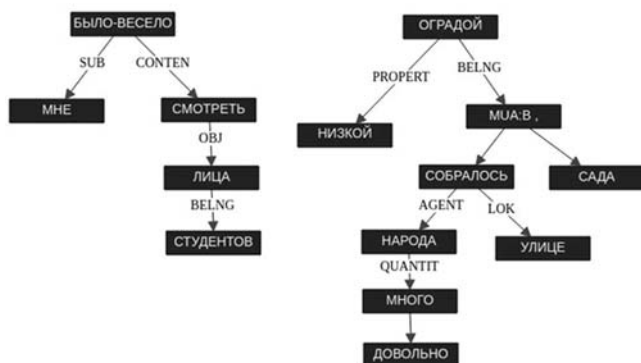 БЫЛО-ВЕСЕЛО
SUB
CONTEN
МНЕ
СМОТРЕТЬ
OBJ
ЛИЦА
BELNG
СТУДЕНТОВ
ОГРАДОЙ
PROPERT
BELNG
НИЗКОЙ
MUA:В ,
СОБРАЛОСЬ
САДА
AGENT
LOK
НАРОДА
УЛИЦЕ
QUANTIT
МНОГО
ДОВОЛЬНО